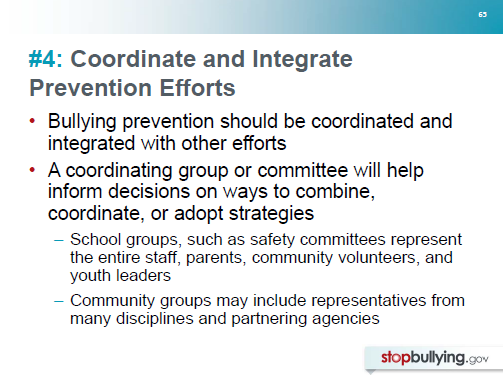 65
#4: Coordinate and Integrate
Prevention Efforts
• Bullying prevention should be coordinated and
integrated with other efforts
• A coordinating group or committee will help
inform decisions on ways to combine,
coordinate, or adopt strategies
– School groups, such as safety committees represent
the entire staff, parents, community volunteers, and
youth leaders
– Community groups may include representatives from
many disciplines and partnering agencies
stopbullying.gov